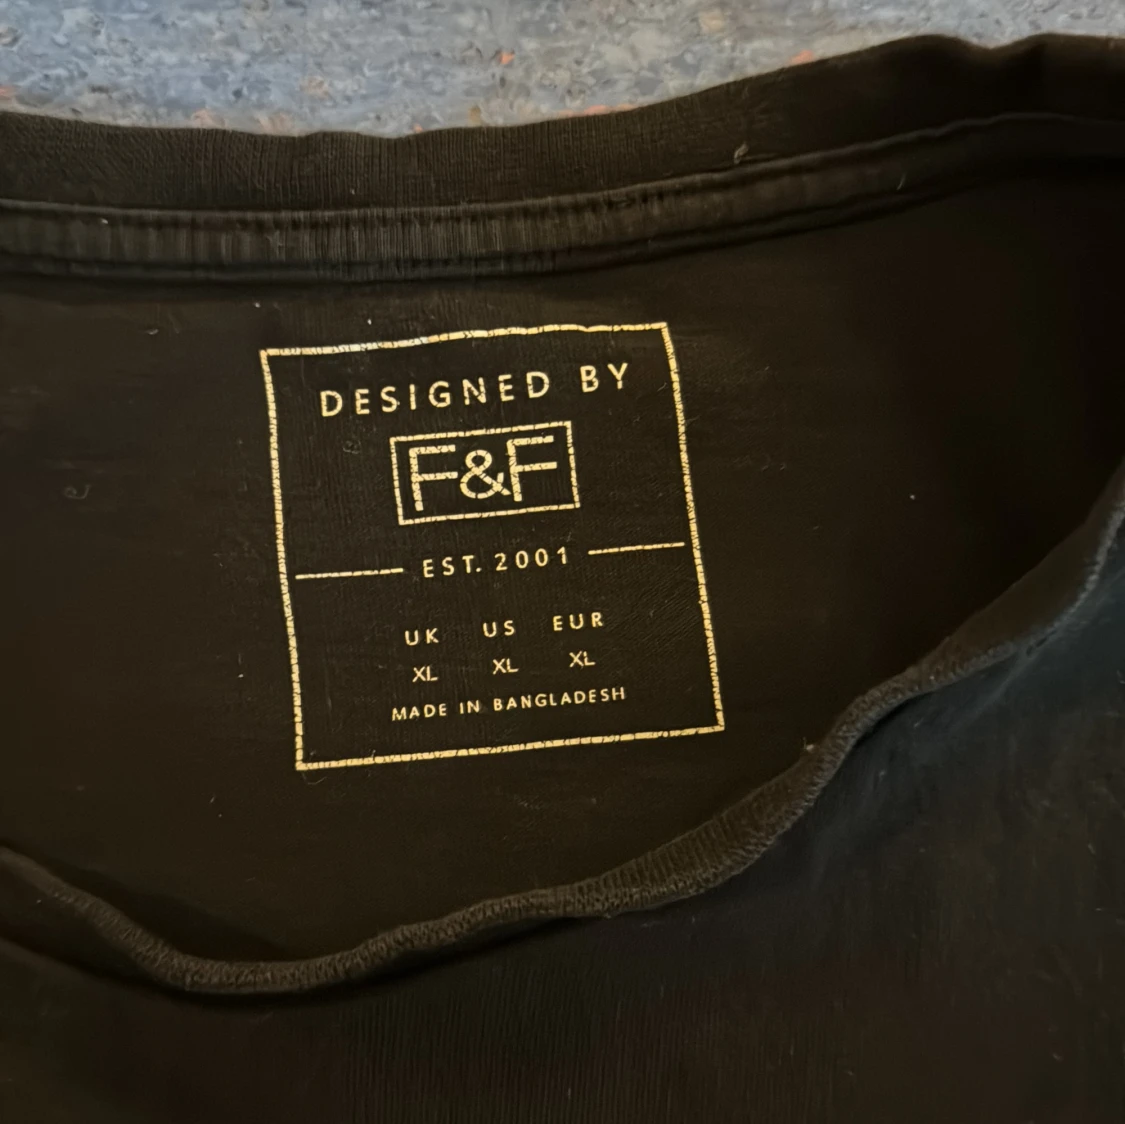 DESIGNED BY
F&F
EST. 2001
UK US EUR
XL XL XL
MADE IN BANGLADESH